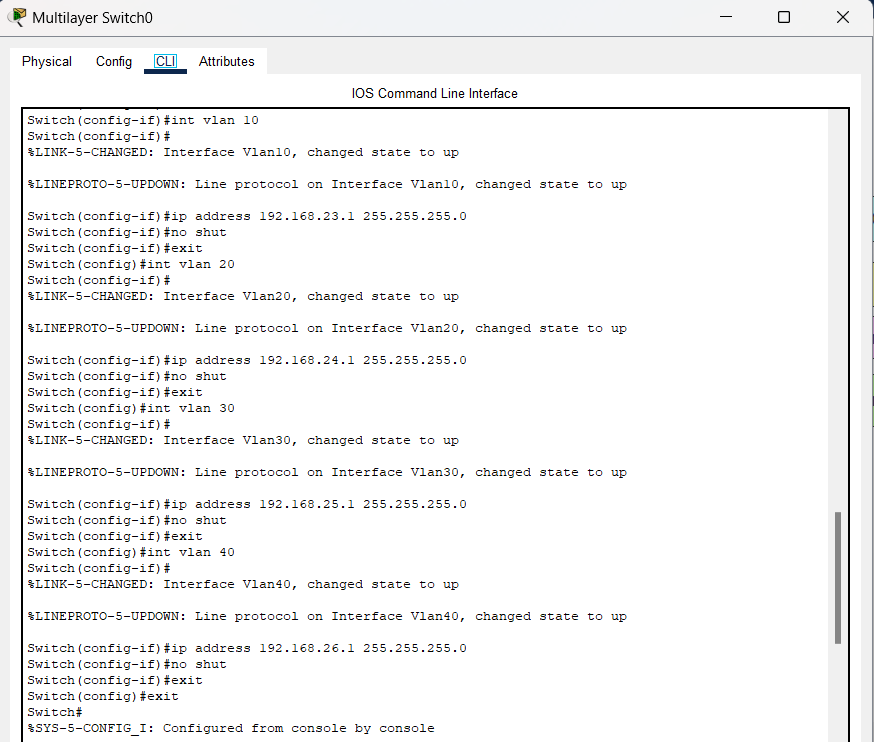 Multilayer Switch0
Physical Config CLI Attributes
IOS Command Line Interface
Switch(config-if)#int vlan 10
Switch(config-if)#
%LINK-5-CHANGED: Interface Vlan10, changed state to up
%LINEPROTO-5-UPDOWN: Line protocol on Interface Vlan10, changed state to up
Switch(config-if)#ip address 192.168.23.1 255.255.255.0
Switch(config-if)#no shut
Switch(config-if)#exit
Switch(config)#int vlan 20
Switch(config-if)#
%LINK-5-CHANGED: Interface Vlan20, changed state to up
%LINEPROTO-5-UPDOWN: Line protocol on Interface Vlan20, changed state to up
Switch(config-if)#ip address 192.168.24.1 255.255.255.0
Switch(config-if)#no shut
Switch(config-if)#exit
Switch(config)#int vlan 30
Switch(config-if)#
%LINK-5-CHANGED: Interface Vlan30, changed state to up
%LINEPROTO-5-UPDOWN: Line protocol on Interface Vlan30, changed state to up
Switch(config-if)#ip address 192.168.25.1 255.255.255.0
Switch(config-if)#no shut
Switch(config-if)#exit
Switch(config)#int vlan 40
Switch(config-if)#
%LINK-5-CHANGED: Interface Vlan40, changed state to up
%LINEPROTO-5-UPDOWN: Line protocol on Interface Vlan40, changed state to up
Switch(config-if)#ip address 192.168.26.1 255.255.255.0
Switch(config-if)#no shut
Switch(config-if)#exit
Switch(config)#exit
Switch#
%SYS-5-CONFIG_I: Configured from console by console